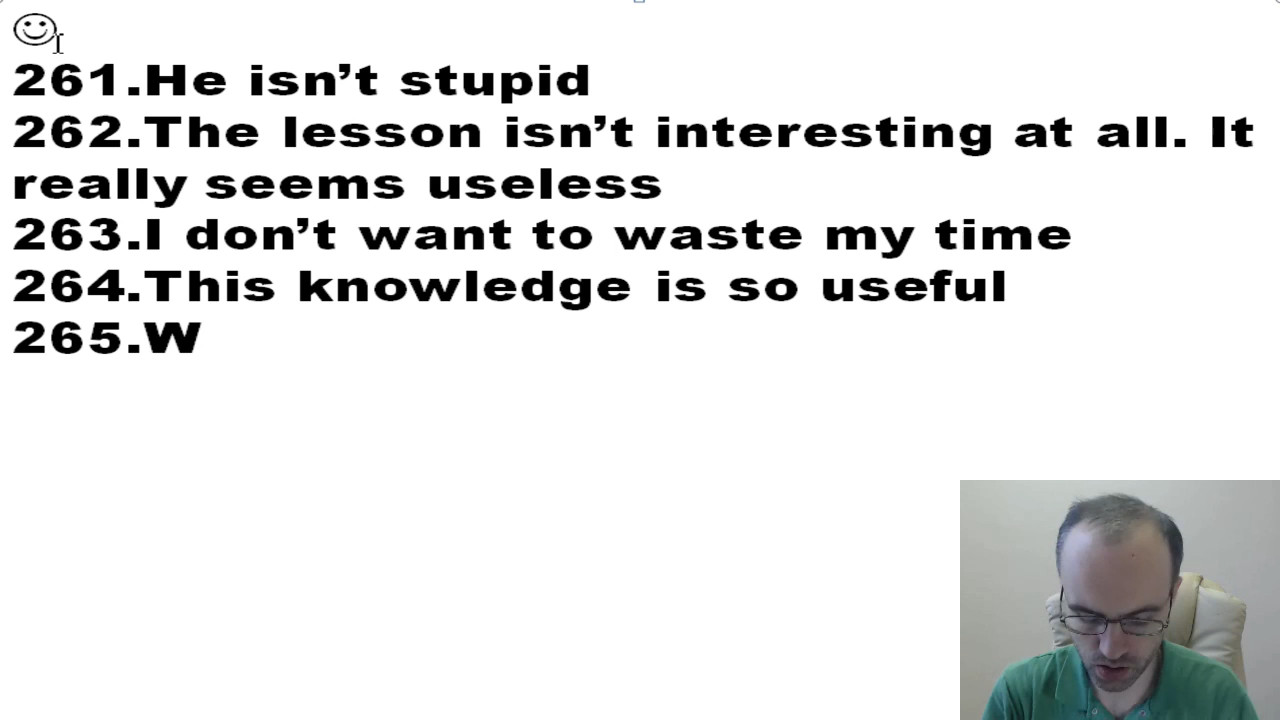 261.He isn’t stupid
262.The lesson isn’t interesting at all. It
really seems useless
263.I don’t want to waste my time
264.This knowledge is so useful
265.W